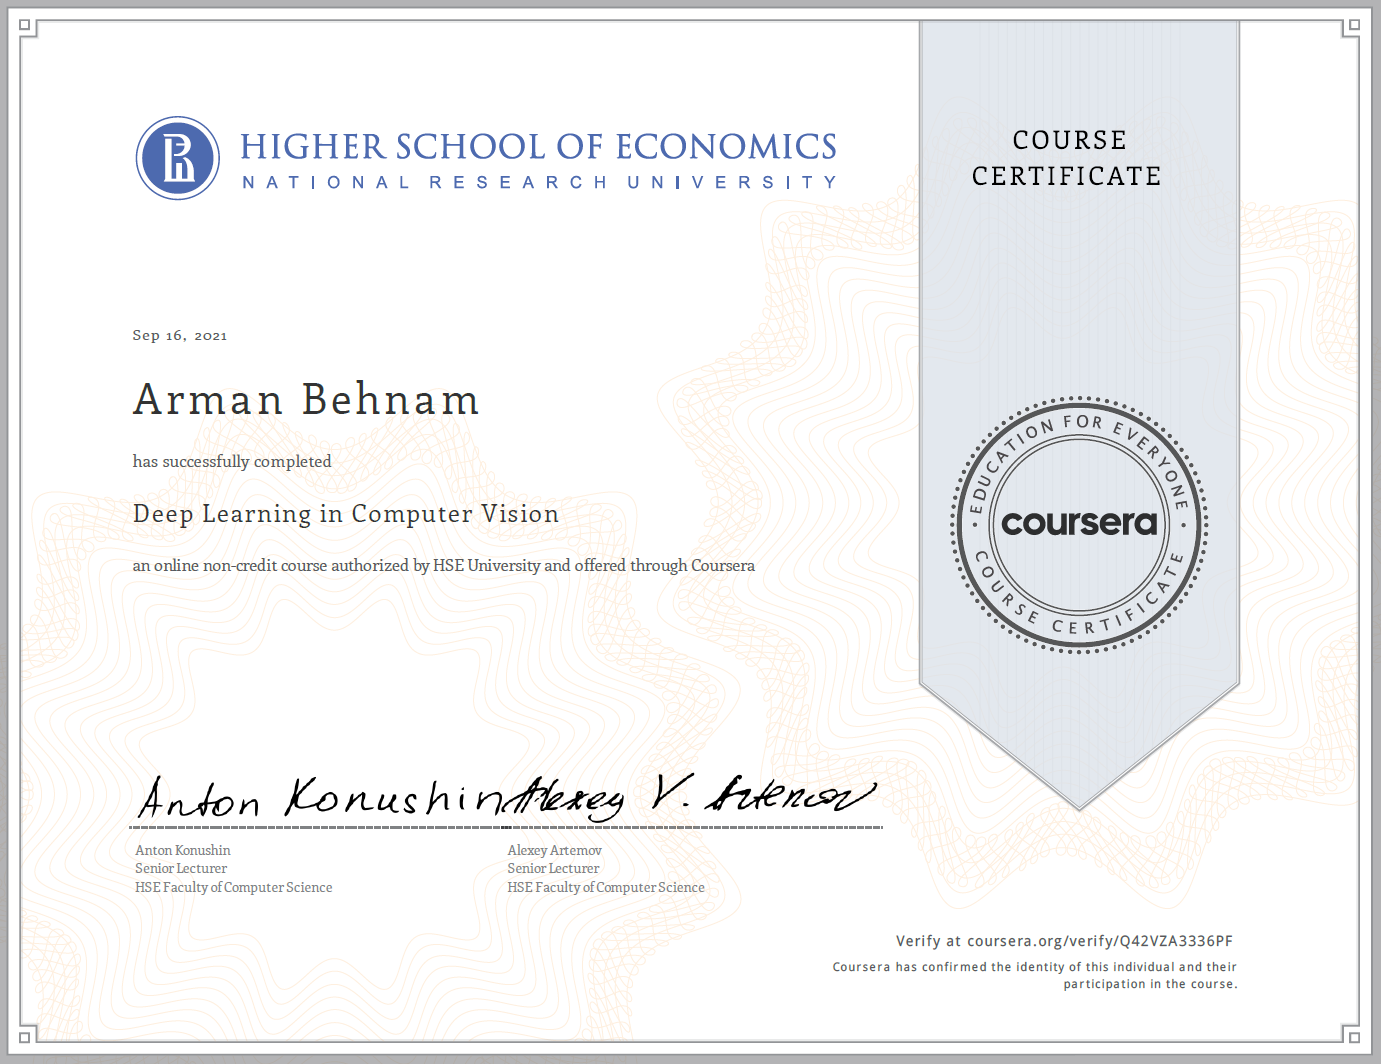 HIGHER SCHOOL OF ECONOMICS
NATIONAL RESEARCH UNIVERSITY
COURSE
CERTIFICATE
Sep 16, 2021
Arman Behnam
has successfully completed
Deep Learning in Computer Vision
an online non-credit course authorized by HSE University and offered through Coursera
EDUCATION FOR EVERYONE
coursera
COURSE CERTIFICATE
Anton Konushin Alexey V. Artemov
Anton Konushin
Senior Lecturer
HSE Faculty of Computer Science
Alexey Artemov
Senior Lecturer
HSE Faculty of Computer Science
Verify at coursera.org/verify/Q42VZA3336PF
Coursera has confirmed the identity of this individual and their
participation in the course.